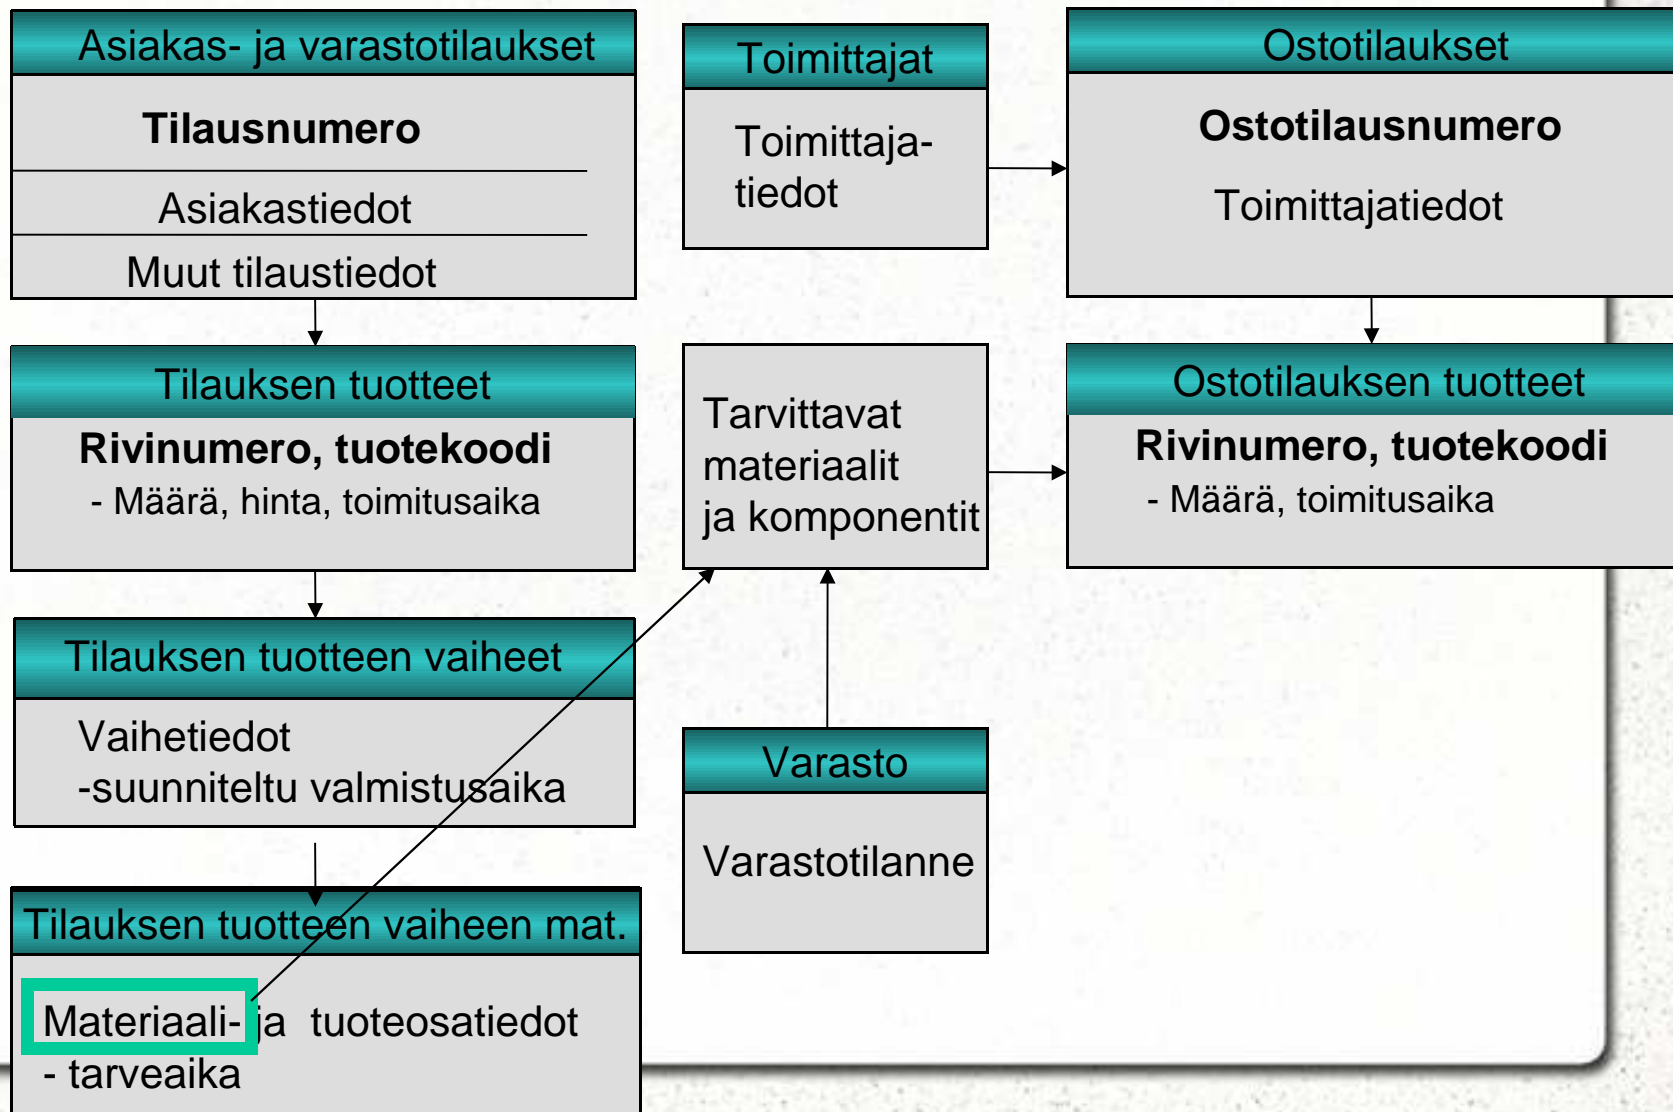 Asiakas- ja varastotilaukset
Tilausnumero
Asiakastiedot
Muut tilaustiedot
Toimittajat
Toimittaja-
tiedot
Ostotilaukset
Ostotilausnumero
Toimittajatiedot
Tilauksen tuotteet
Rivinumero, tuotekoodi
- Määrä, hinta, toimitusaika
Tarvittavat
materiaalit
ja komponentit
Ostotilauksen tuotteet
Rivinumero, tuotekoodi
- Määrä, toimitusaika
Tilauksen tuotteen vaiheet
Vaihetiedot
-suunniteltu valmistusaika
Varasto
Varastotilanne
Tilauksen tuotteen vaiheen mat.
Materiaali- ja tuoteosatiedot
- tarveaika